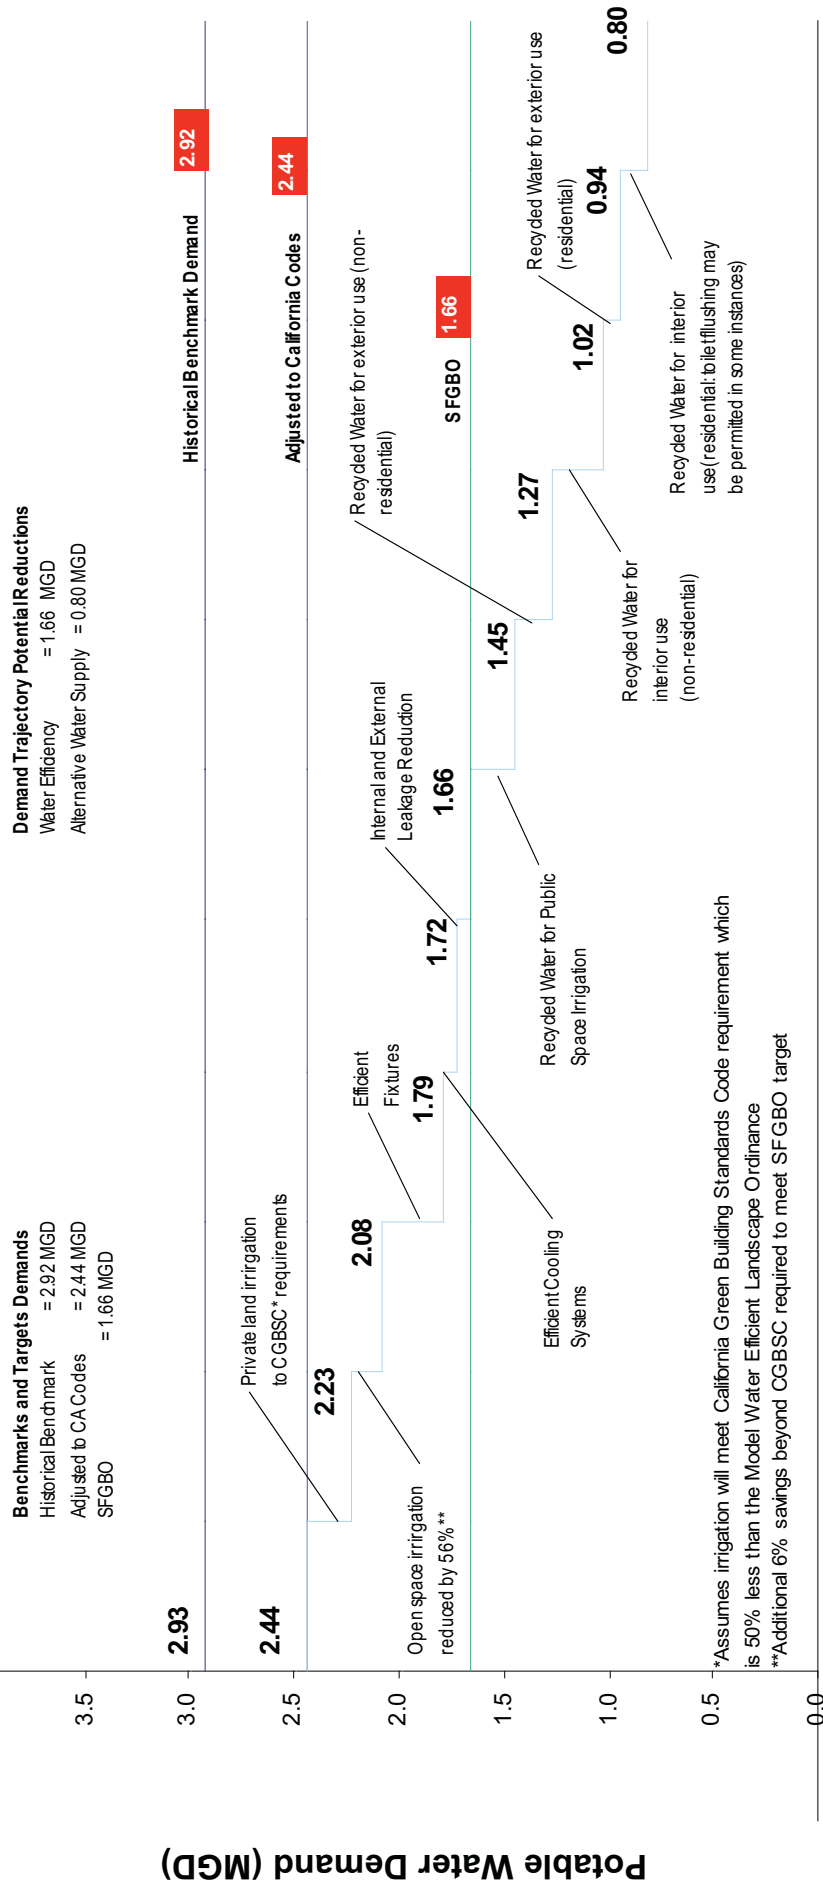 Benchmarks and Targets Demands
Historical Benchmark = 2.92 MGD
Adjusted to CA Codes = 2.44 MGD
SFGBO = 1.66 MGD
Demand Trajectory Potential Reductions
Water Efficiency = 1.66 MGD
Alternative Water Supply = 0.80 MGD
Potable Water Demand (MGD)
3.5
3.0
2.5
2.0
1.5
1.0
0.5
0.0
2.93
2.92
Historical Benchmark Demand
2.44
2.44
Adjusted to California Codes
1.66
SFGBO
Private land irrigation
to CGBSC* requirements
2.23
Open space irrigation
reduced by 56%**
2.08
Efficient
Fixtures
1.79
Efficient Cooling
Systems
1.72
Internal and External
Leakage Reduction
1.66
Recycled Water for Public
Space Irrigation
1.45
Recycled Water for exterior use (non-
residential)
1.27
Recycled Water for
interior use
(non-residential)
1.02
Recycled Water for exterior use
(residential)
0.94
Recycled Water for interior
use(residential: toilet flushing may
be permitted in some instances)
0.80
*Assumes irrigation will meet California Green Building Standards Code requirement which
is 50% less than the Model Water Efficient Landscape Ordinance
**Additional 6% savings beyond CGBSC required to meet SFGBO target